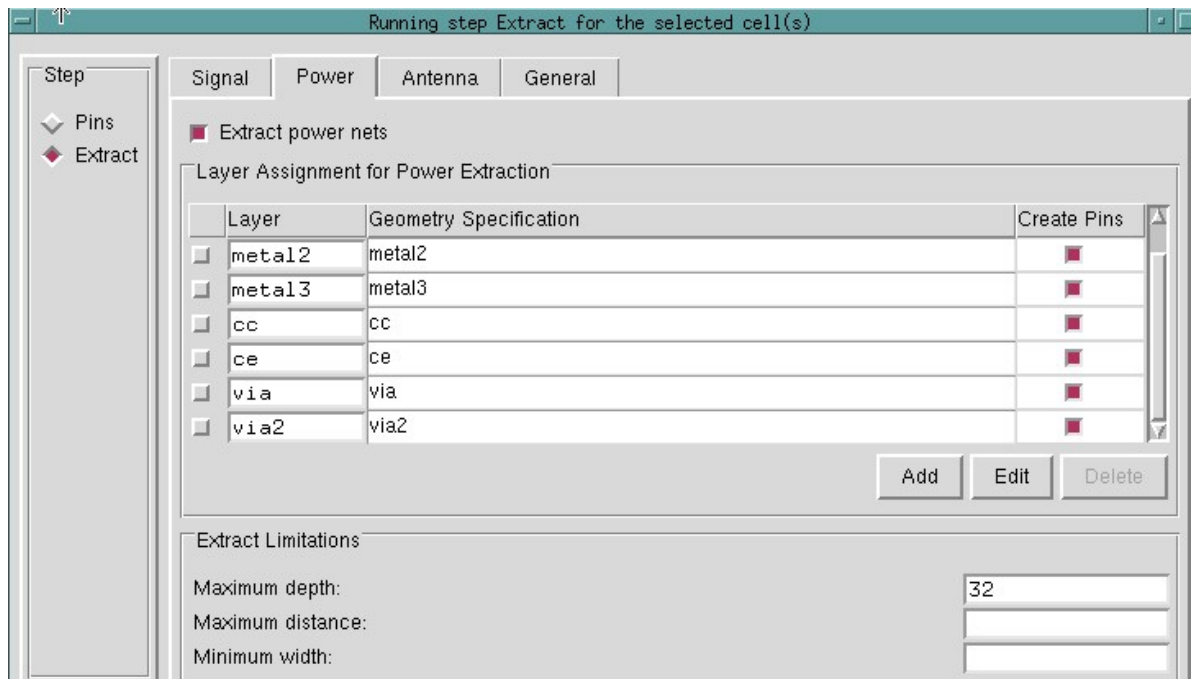 Running step Extract for the selected cell(s)
Step
Pins
Extract
Signal Power Antenna General
Extract power nets
Layer Assignment for Power Extraction
Layer Geometry Specification Create Pins
metal2 metal2
metal3 metal3
cc cc
ce ce
via via
via2 via2
Add Edit Delete
Extract Limitations
Maximum depth: 32
Maximum distance:
Minimum width: